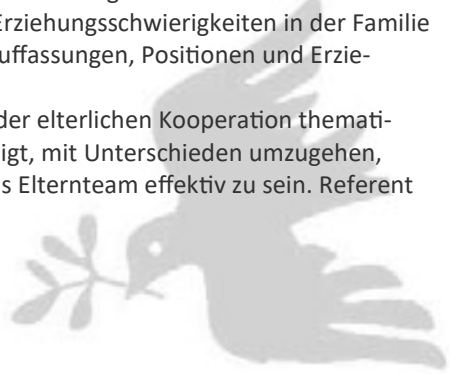 Erziehungsschwierigkeiten in der Familie
uffassungen, Positionen und Erzie-
der elterlichen Kooperation themati-
igt, mit Unterschieden umzugehen,
s Elternteam effektiv zu sein. Referent